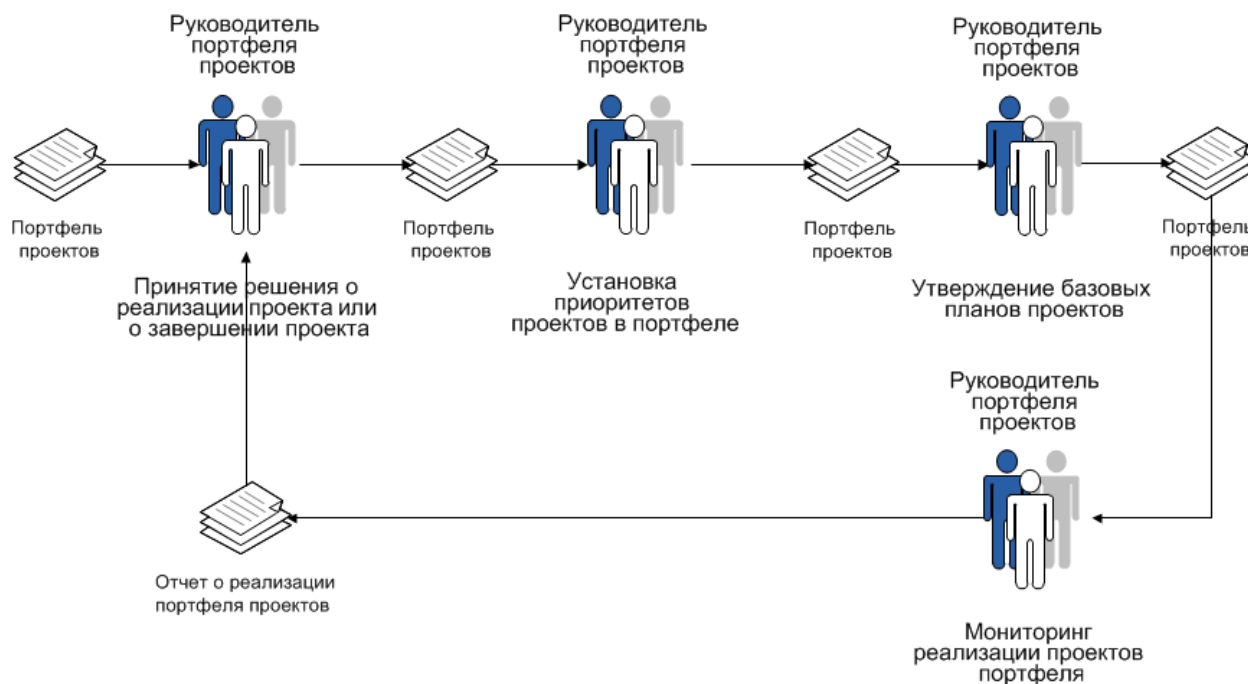 Руководитель
портфеля
проектов
Руководитель
портфеля
проектов
Руководитель
портфеля
проектов
Портфель
проектов
Портфель
проектов
Портфель
проектов
Портфель
проектов
Принятие решения о
реализации проекта или
о завершении проекта
Установка
приоритетов
проектов в портфеле
Утверждение базовых
планов проектов
Руководитель
портфеля
проектов
Отчет о реализации
портфеля проектов
Мониторинг
реализации проектов
портфеля